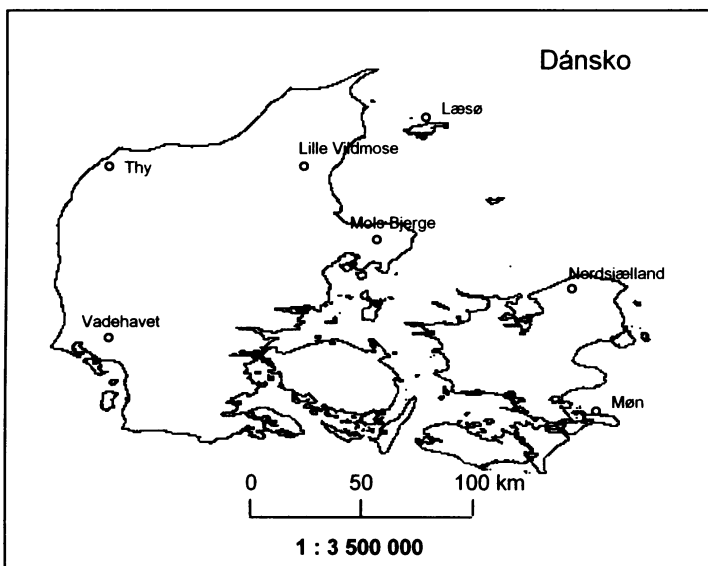 Dánsko
Læsø
Lille Vildmose
Thy
Mols Bjerge
Nordsjælland
Vadehavet
Møn
0 50 100 km
1 : 3 500 000